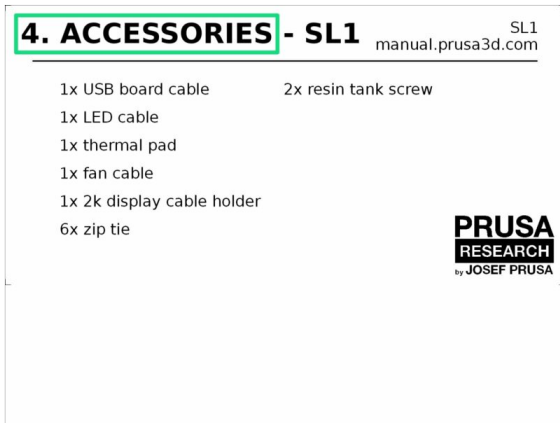 4. ACCESSORIES - SL1
SL1
manual.prusa3d.com
1x USB board cable
1x LED cable
1x thermal pad
1x fan cable
1x 2k display cable holder
6x zip tie
2x resin tank screw
PRUSA
RESEARCH
by JOSEF PRUSA